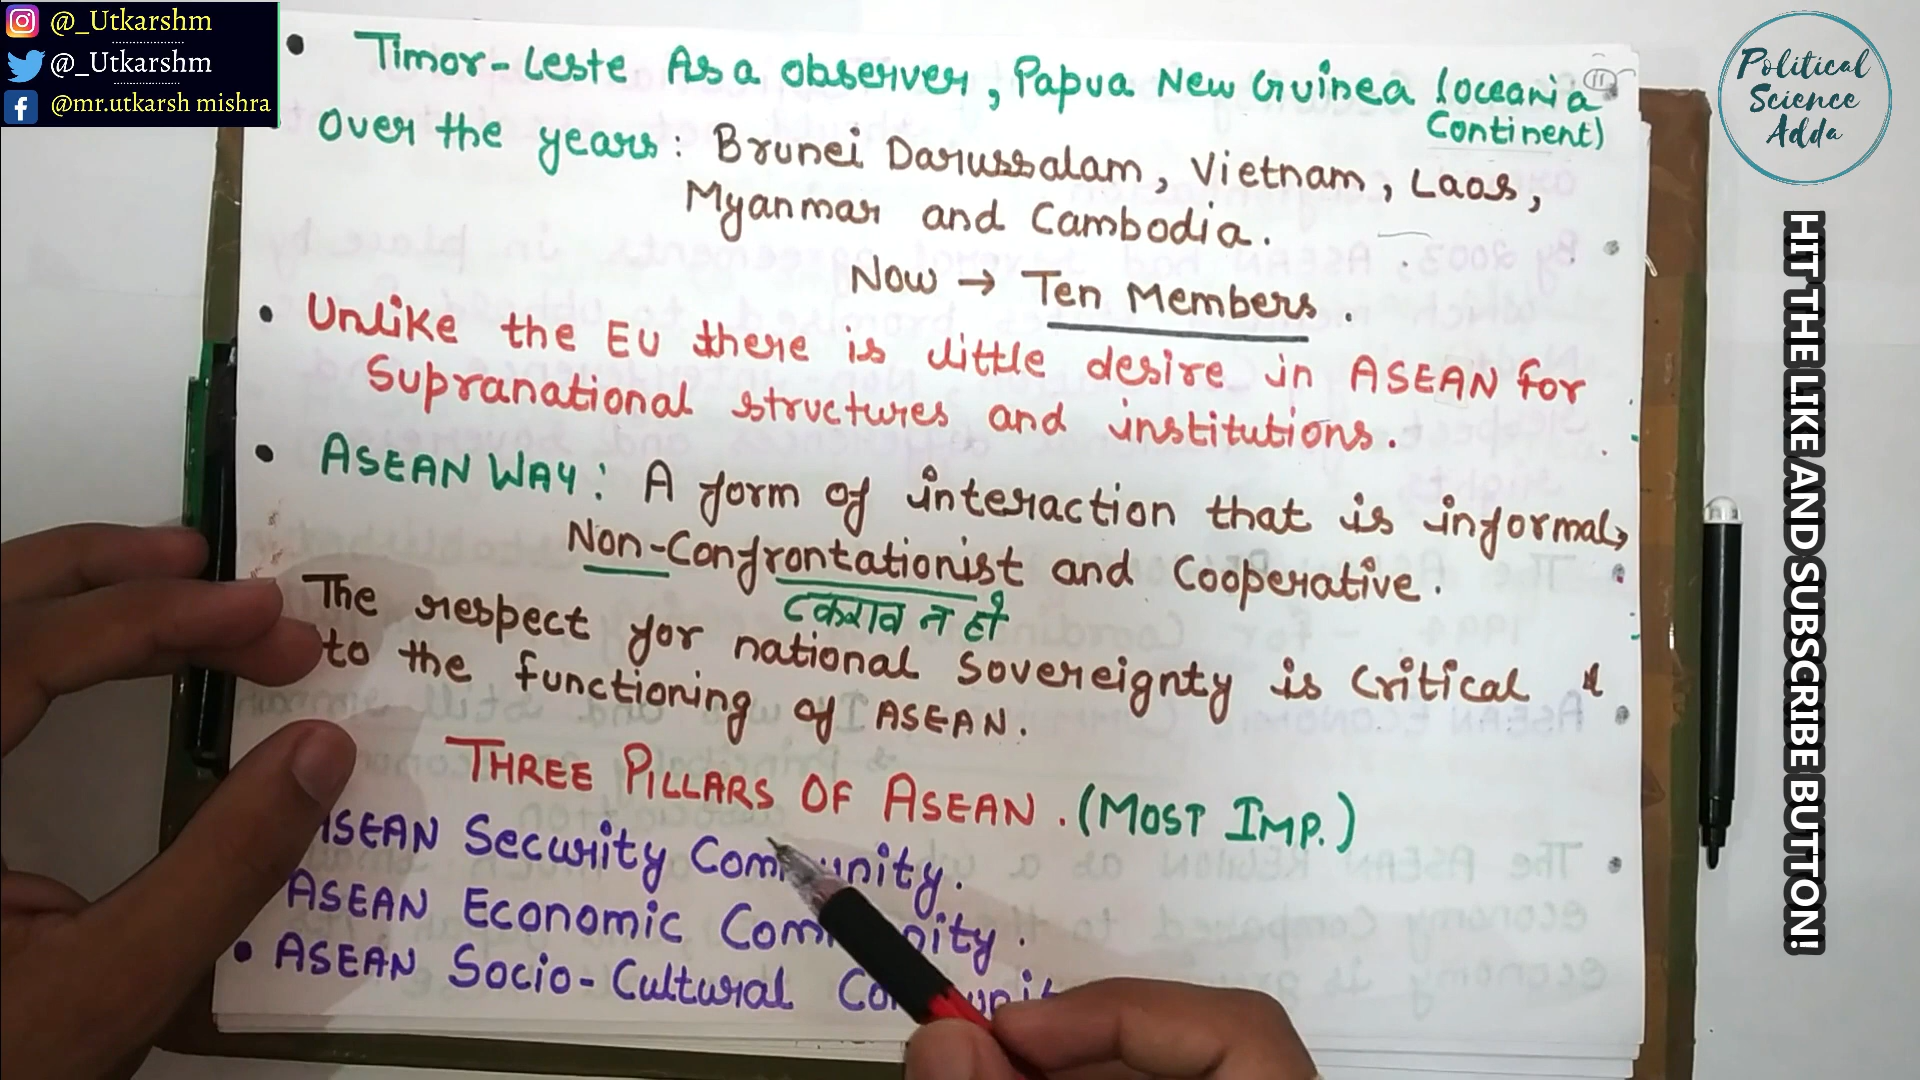 @_Utkarshm
@_Utkarshm
@mr.utkarsh mishra
Political
Science
Adda
HIT THE LIKE AND SUBSCRIBE BUTTON!
11
• Timor-Leste As a observer, Papua New Guinea (oceania
Continent)
Over the years: Brunei Darussalam, Vietnam, Laos,
Myanmar and Cambodia.
Now → Ten Members.
• Unlike the EU there is little desire in ASEAN for
Supranational structures and institutions.
• ASEAN WAY: A form of interaction that is informal,
Non-Confrontationist and Cooperative.
टकराव न हो
The respect for national sovereignty is critical
to the functioning of ASEAN.
THREE PILLARS OF ASEAN. (MOST IMP.)
ASEAN Security Community.
ASEAN Economic Community.
• ASEAN Socio-Cultural Communit